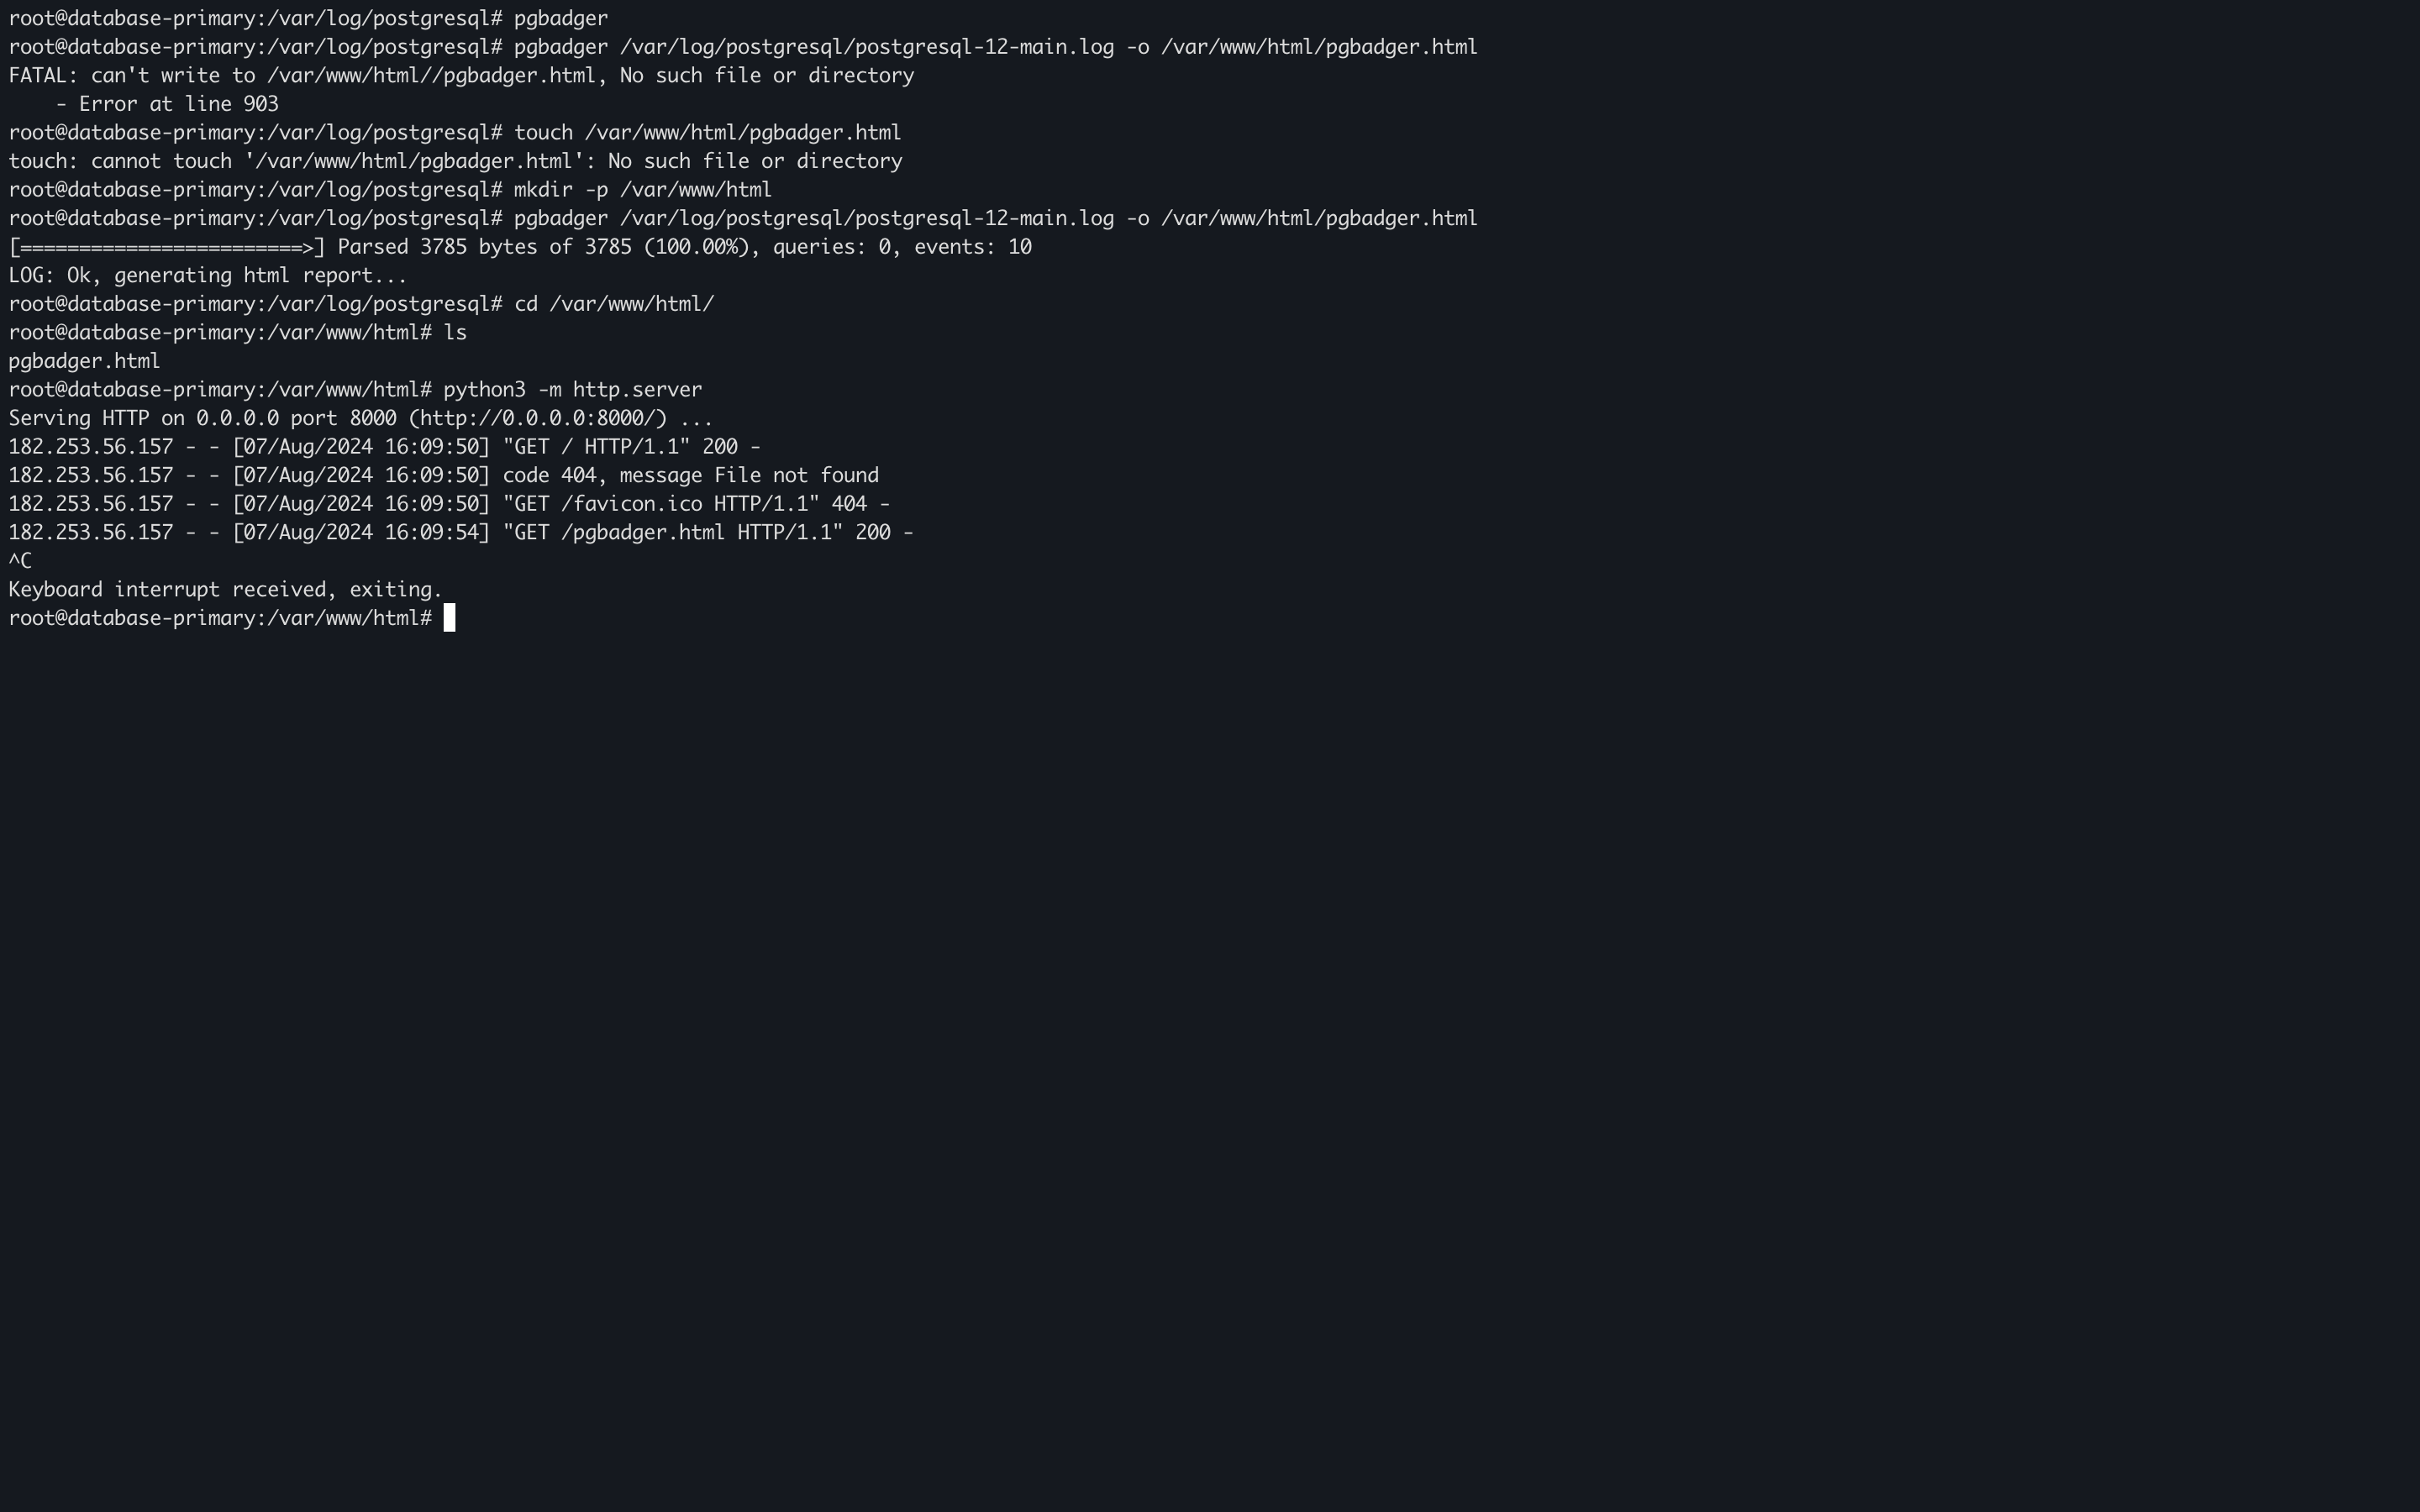 root@database-primary:/var/log/postgresql# pgbadger
root@database-primary:/var/log/postgresql# pgbadger /var/log/postgresql/postgresql-12-main.log -o /var/www/html/pgbadger.html
FATAL: can't write to /var/www/html//pgbadger.html, No such file or directory
    - Error at line 903
root@database-primary:/var/log/postgresql# touch /var/www/html/pgbadger.html
touch: cannot touch '/var/www/html/pgbadger.html': No such file or directory
root@database-primary:/var/log/postgresql# mkdir -p /var/www/html
root@database-primary:/var/log/postgresql# pgbadger /var/log/postgresql/postgresql-12-main.log -o /var/www/html/pgbadger.html
[========================>] Parsed 3785 bytes of 3785 (100.00%), queries: 0, events: 10
LOG: Ok, generating html report...
root@database-primary:/var/log/postgresql# cd /var/www/html/
root@database-primary:/var/www/html# ls
pgbadger.html
root@database-primary:/var/www/html# python3 -m http.server
Serving HTTP on 0.0.0.0 port 8000 (http://0.0.0.0:8000/) ...
182.253.56.157 - - [07/Aug/2024 16:09:50] "GET / HTTP/1.1" 200 -
182.253.56.157 - - [07/Aug/2024 16:09:50] code 404, message File not found
182.253.56.157 - - [07/Aug/2024 16:09:50] "GET /favicon.ico HTTP/1.1" 404 -
182.253.56.157 - - [07/Aug/2024 16:09:54] "GET /pgbadger.html HTTP/1.1" 200 -
^C
Keyboard interrupt received, exiting.
root@database-primary:/var/www/html#